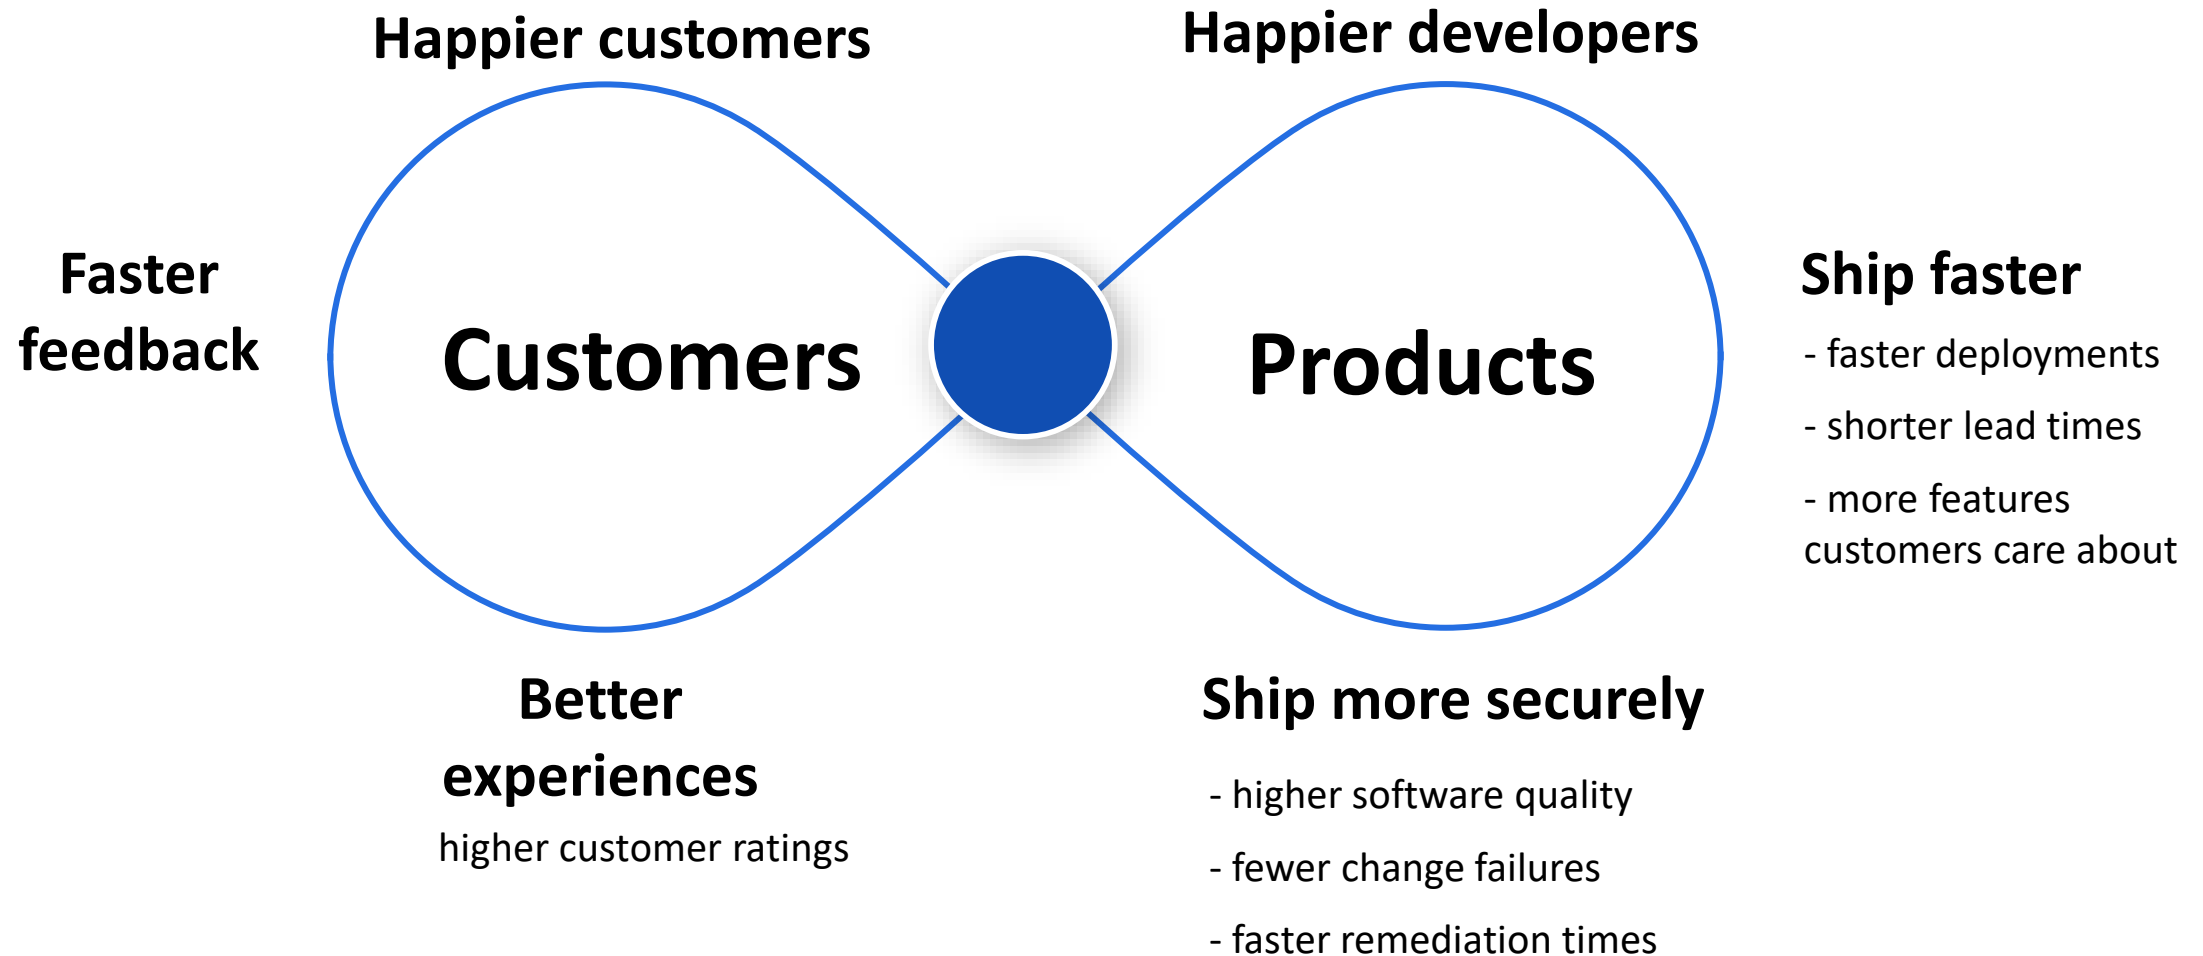 Happier customers
Happier developers
Faster
feedback
Customers
Products
Ship faster
- faster deployments
- shorter lead times
- more features
customers care about
Better
experiences
higher customer ratings
Ship more securely
- higher software quality
- fewer change failures
- faster remediation times